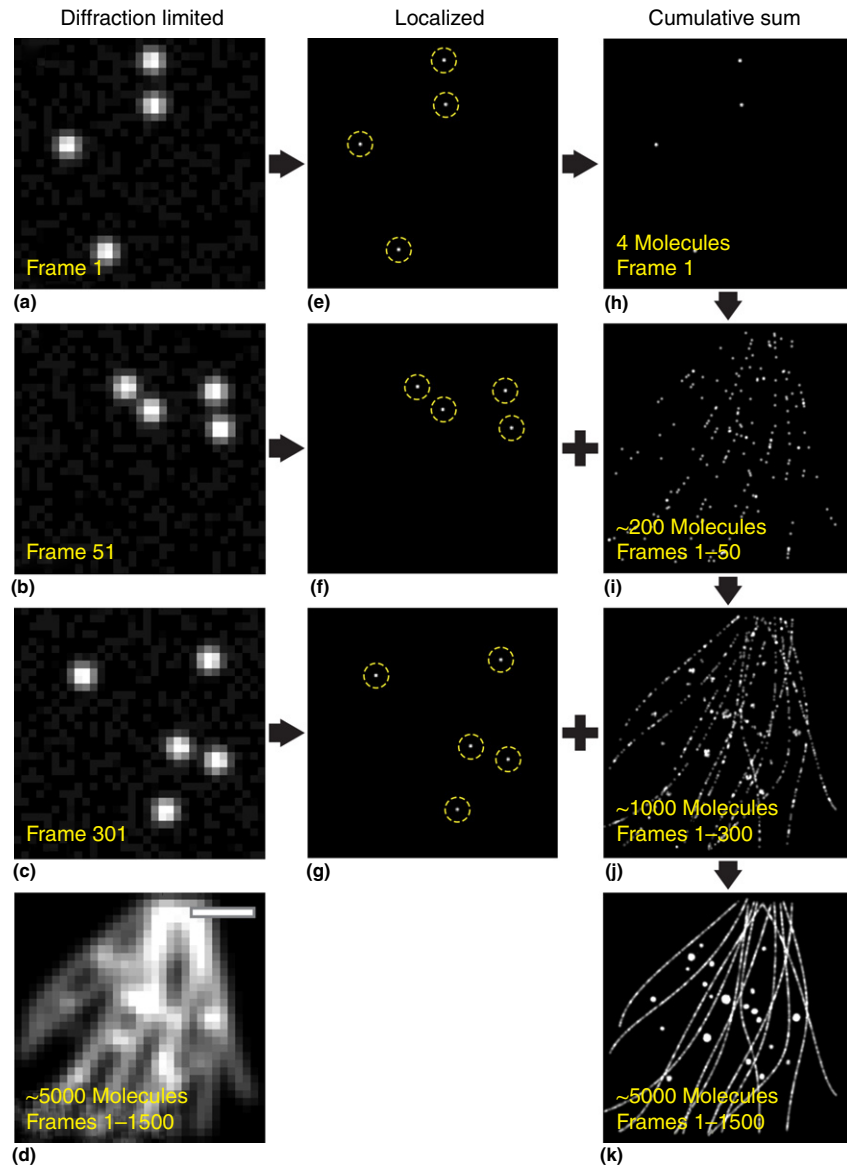 Diffraction limited
Localized
Cumulative sum
Frame 1
4 Molecules
Frame 1
(a)
(e)
(h)
Frame 51
~200 Molecules
Frames 1–50
(b)
(f)
(i)
Frame 301
~1000 Molecules
Frames 1–300
(c)
(g)
(j)
~5000 Molecules
Frames 1–1500
~5000 Molecules
Frames 1–1500
(d)
(k)